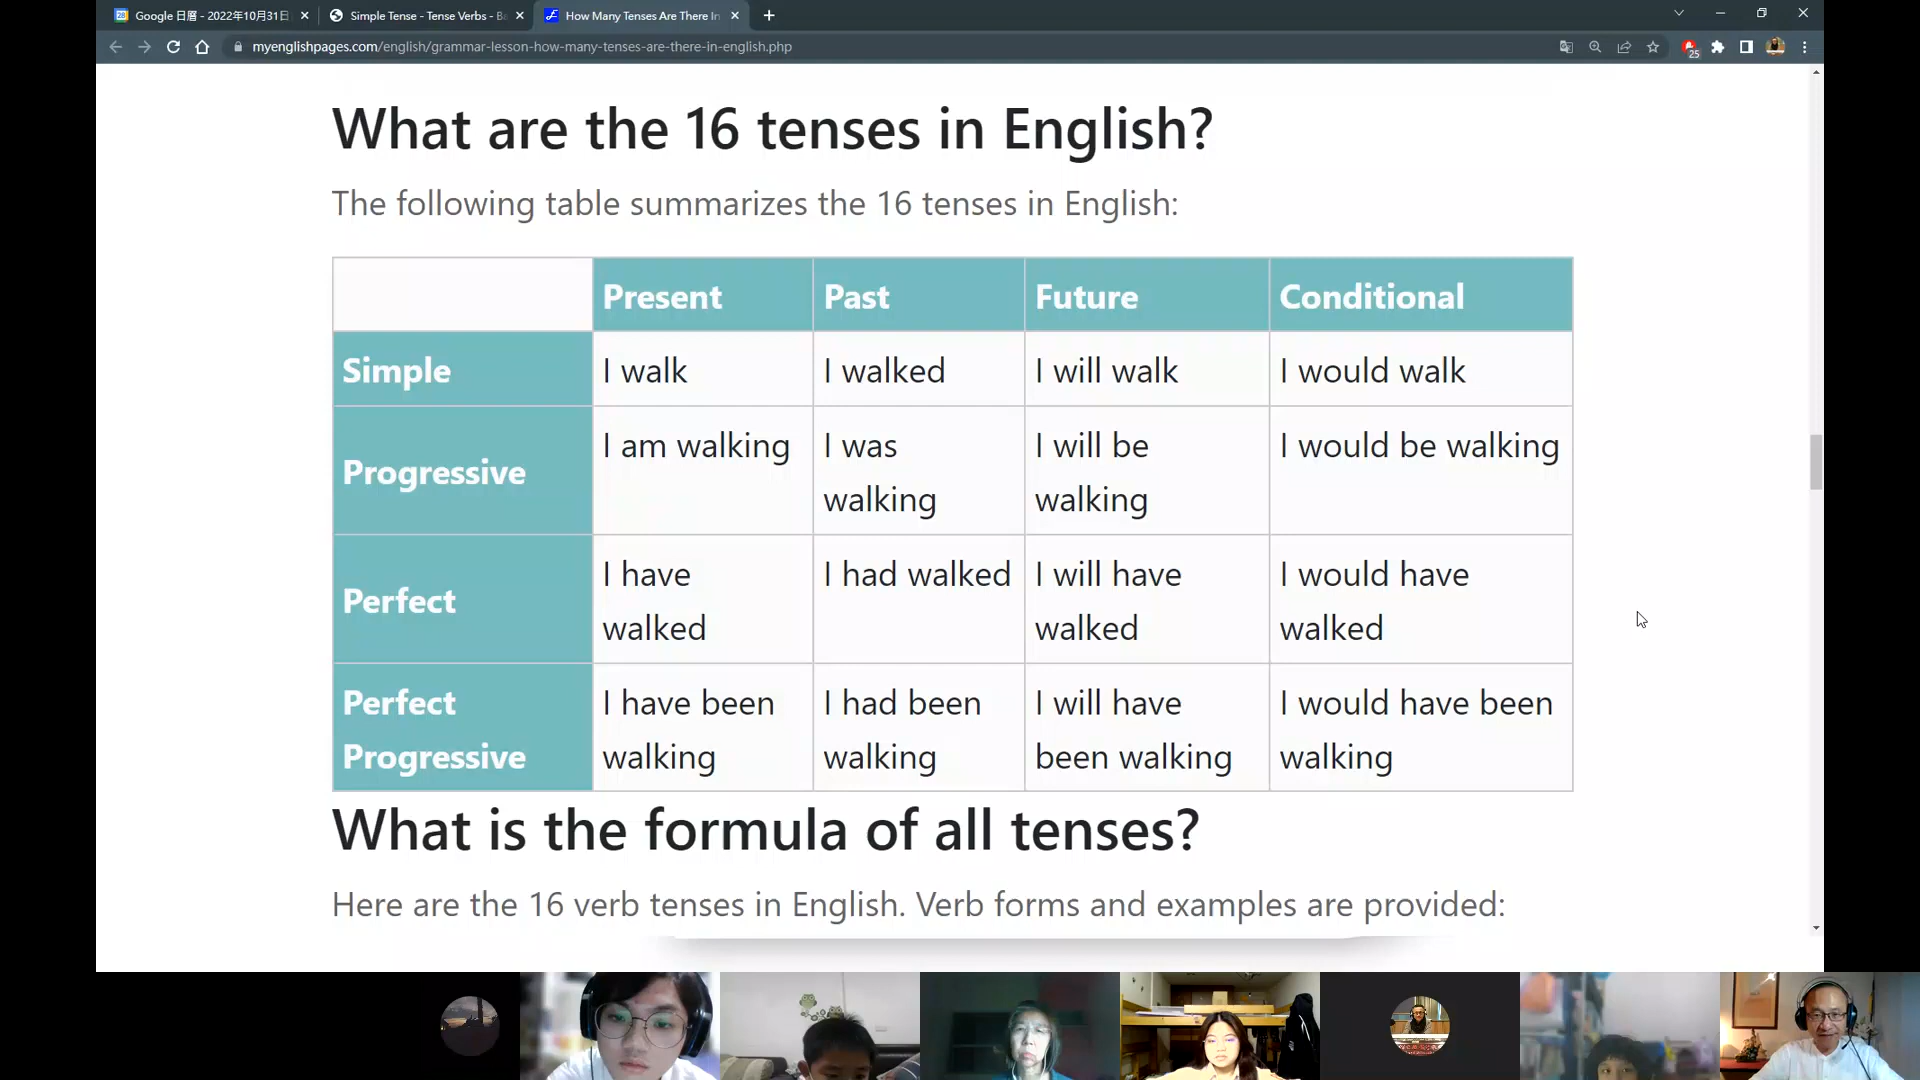 Google 日曆 - 2022年10月31日
Simple Tense - Tense Verbs - B
How Many Tenses Are There In
myenglishpages.com/english/grammar-lesson-how-many-tenses-are-there-in-english.php
25
What are the 16 tenses in English?
The following table summarizes the 16 tenses in English:
Present Past Future Conditional
Simple I walk I walked I will walk I would walk
Progressive I am walking I was walking I will be walking I would be walking
Perfect I have walked I had walked I will have walked I would have walked
Perfect Progressive I have been walking I had been walking I will have been walking I would have been walking
What is the formula of all tenses?
Here are the 16 verb tenses in English. Verb forms and examples are provided: